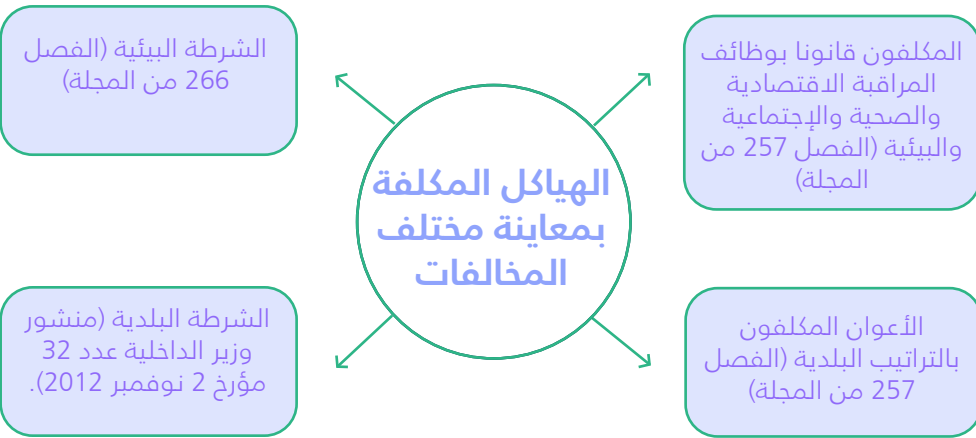 المكلفون قانونا بوظائف
المراقبة الاقتصادية
والصحية والإجتماعية
والبيئية (الفصل 257 من
المجلة)
الشرطة البيئية (الفصل
266 من المجلة)
الهياكل المكلفة
بمعاينة مختلف
المخالفات
الأعوان المكلفون
بالتراتيب البلدية (الفصل
257 من المجلة)
الشرطة البلدية (منشور
وزير الداخلية عدد 32
مؤرخ 2 نوفمبر 2012).